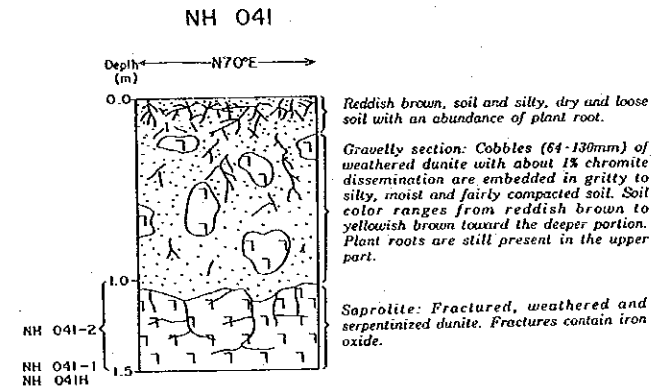 NH 041
Depth
(m)
N70°E
0.0
Reddish brown, soil and silty, dry and loose
soil with an abundance of plant root.
Gravelly section: Cobbles (64-130mm) of
weathered dunite with about 1% chromite
dissemination are embedded in gritty to
silty, moist and fairly compacted soil. Soil
color ranges from reddish brown to
yellowish brown toward the deeper portion.
Plant roots are still present in the upper
part.
1.0
Saprolite: Fractured, weathered and
serpentinized dunite. Fractures contain iron
oxide.
NH 041-2
NH 041-1
1.5
NH 041H